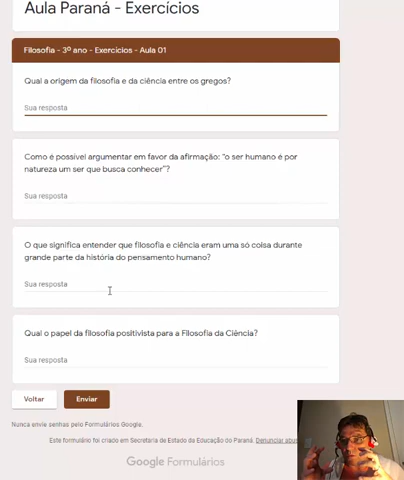 Aula Paraná - Exercícios
Filosofia - 3º ano - Exercícios - Aula 01
Qual a origem da filosofia e da ciência entre os gregos?
Sua resposta
Como é possível argumentar em favor da afirmação: "o ser humano é por
natureza um ser que busca conhecer"?
Sua resposta
O que significa entender que filosofia e ciência eram uma só coisa durante
grande parte da história do pensamento humano?
Sua resposta
Qual o papel da filosofia positivista para a Filosofia da Ciência?
Sua resposta
Voltar
Enviar
Nunca envie senhas pelo Formulários Google.
Este formulário foi criado em Secretaria de Estado da Educação do Paraná. Denunciar
Google Formulários